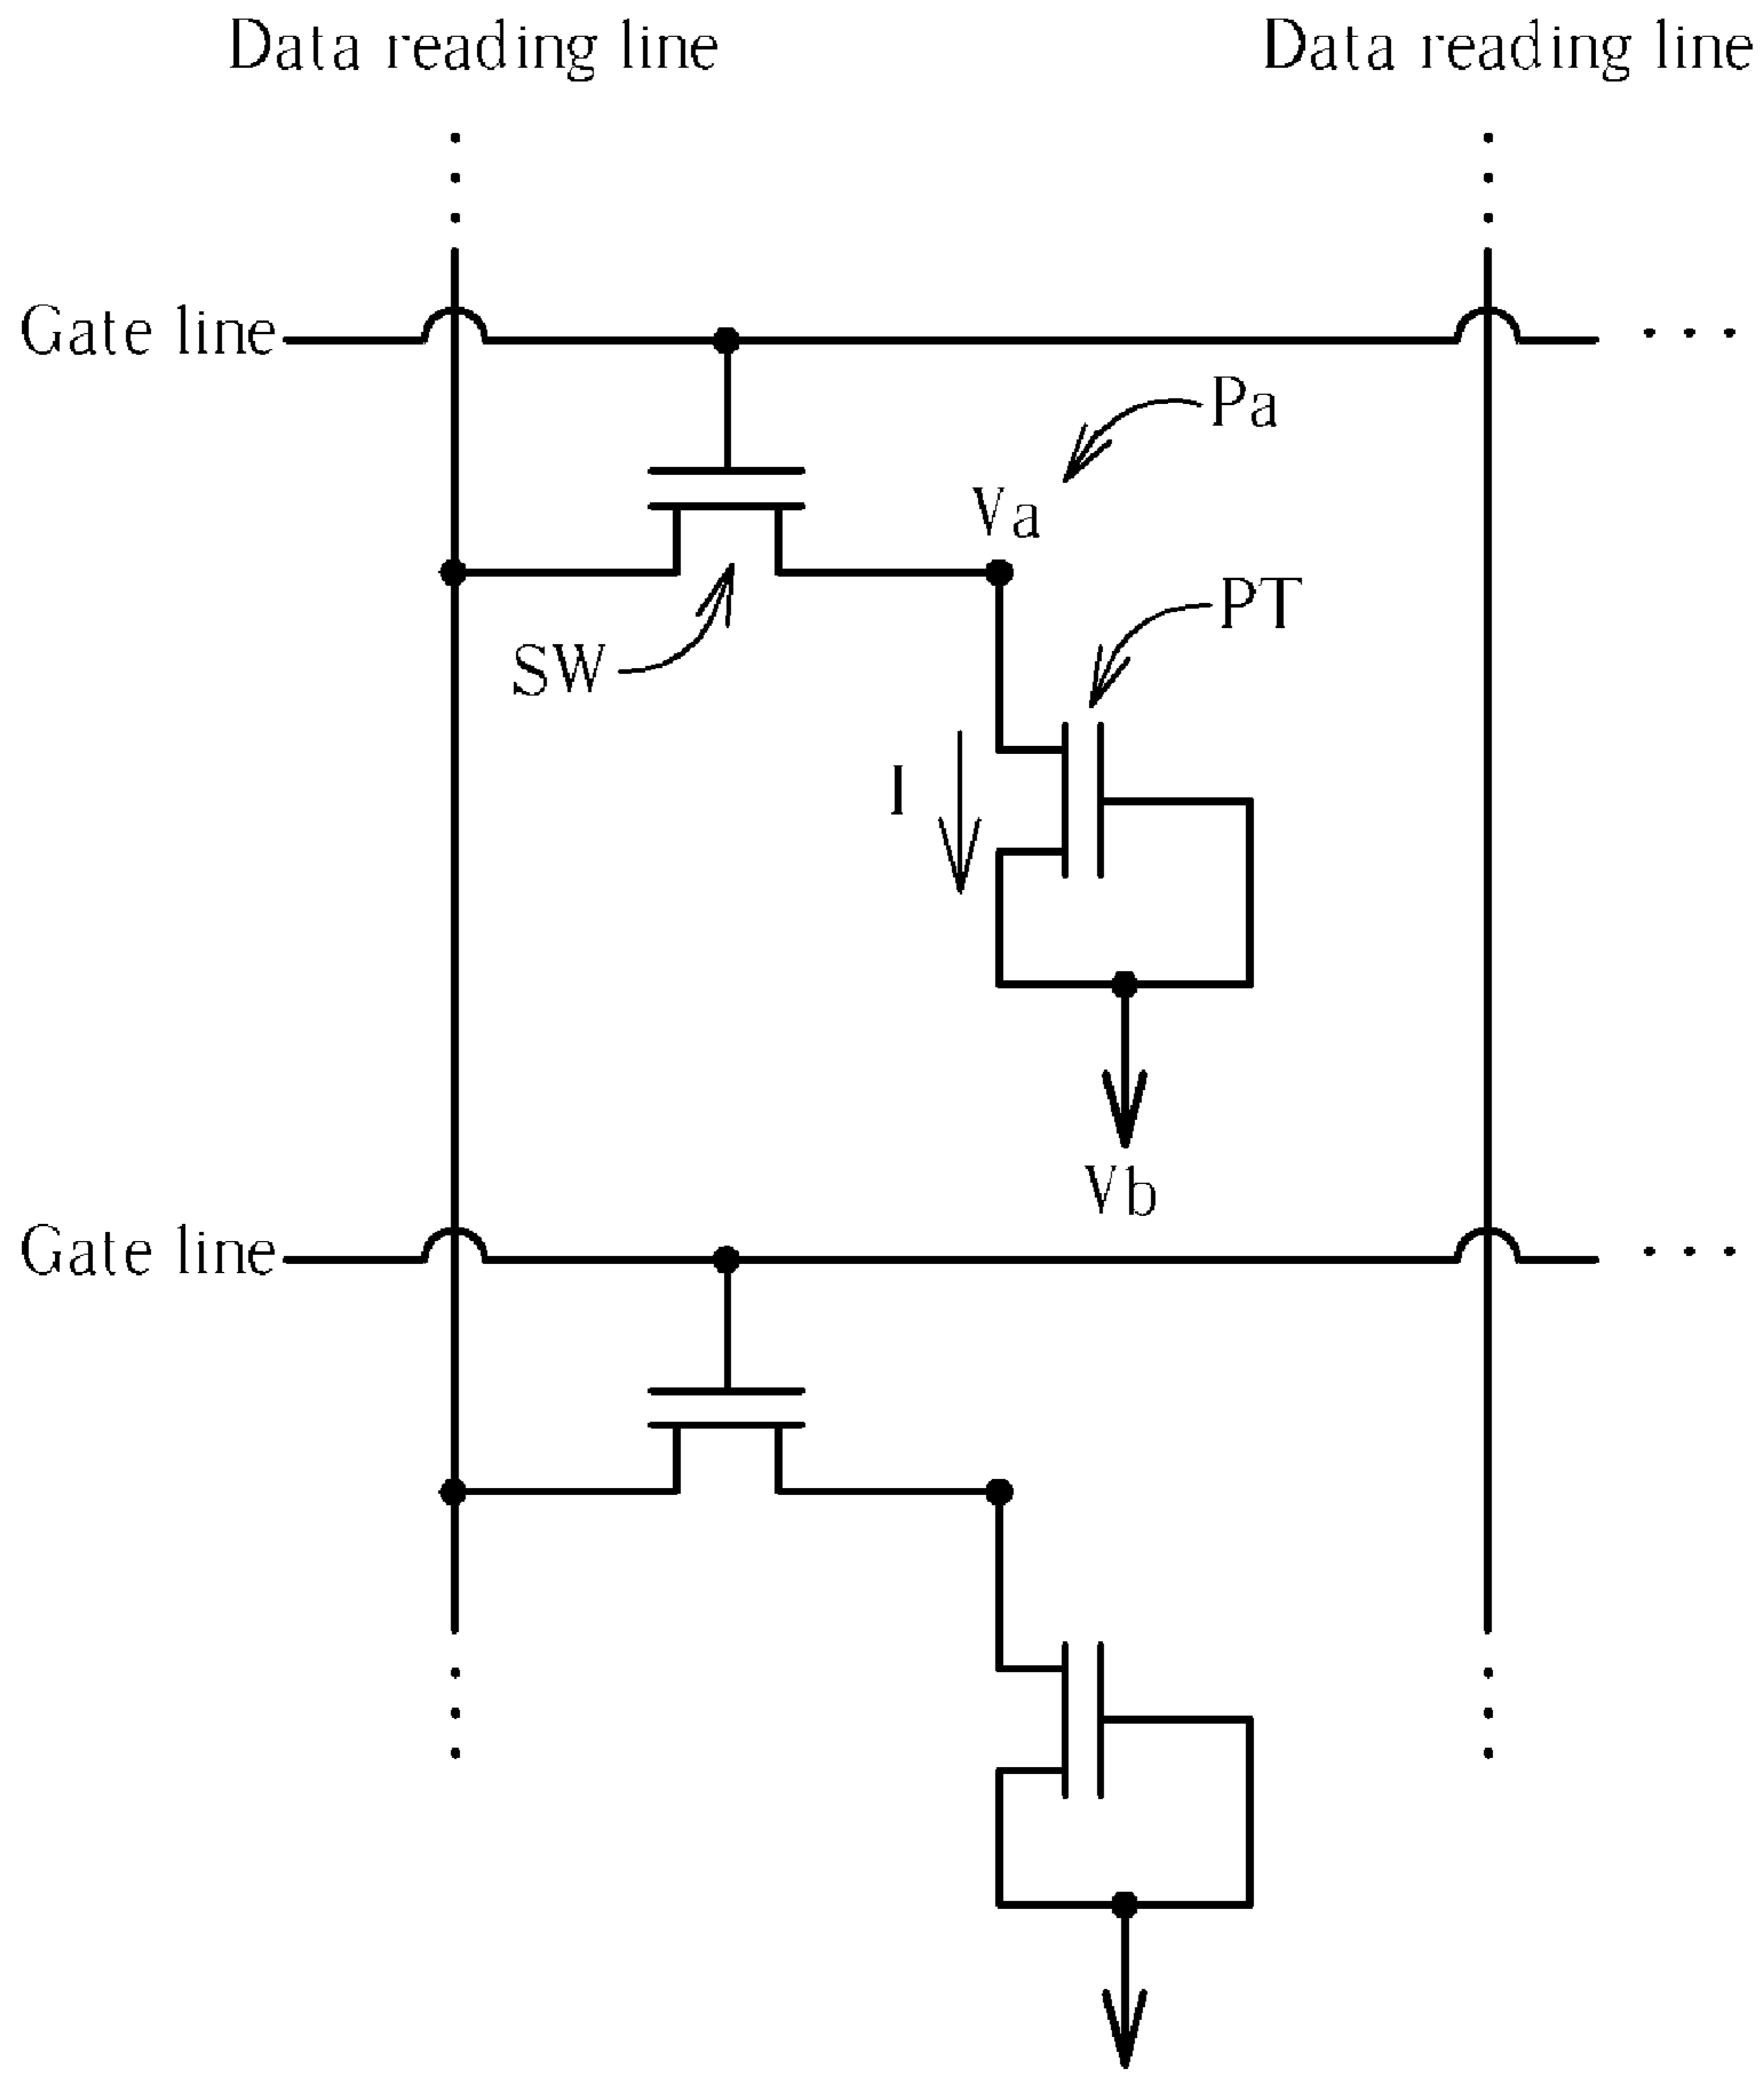 Data reading line Data reading line
Gate line
Pa
Va
PT
SW
I
Vb
Gate line